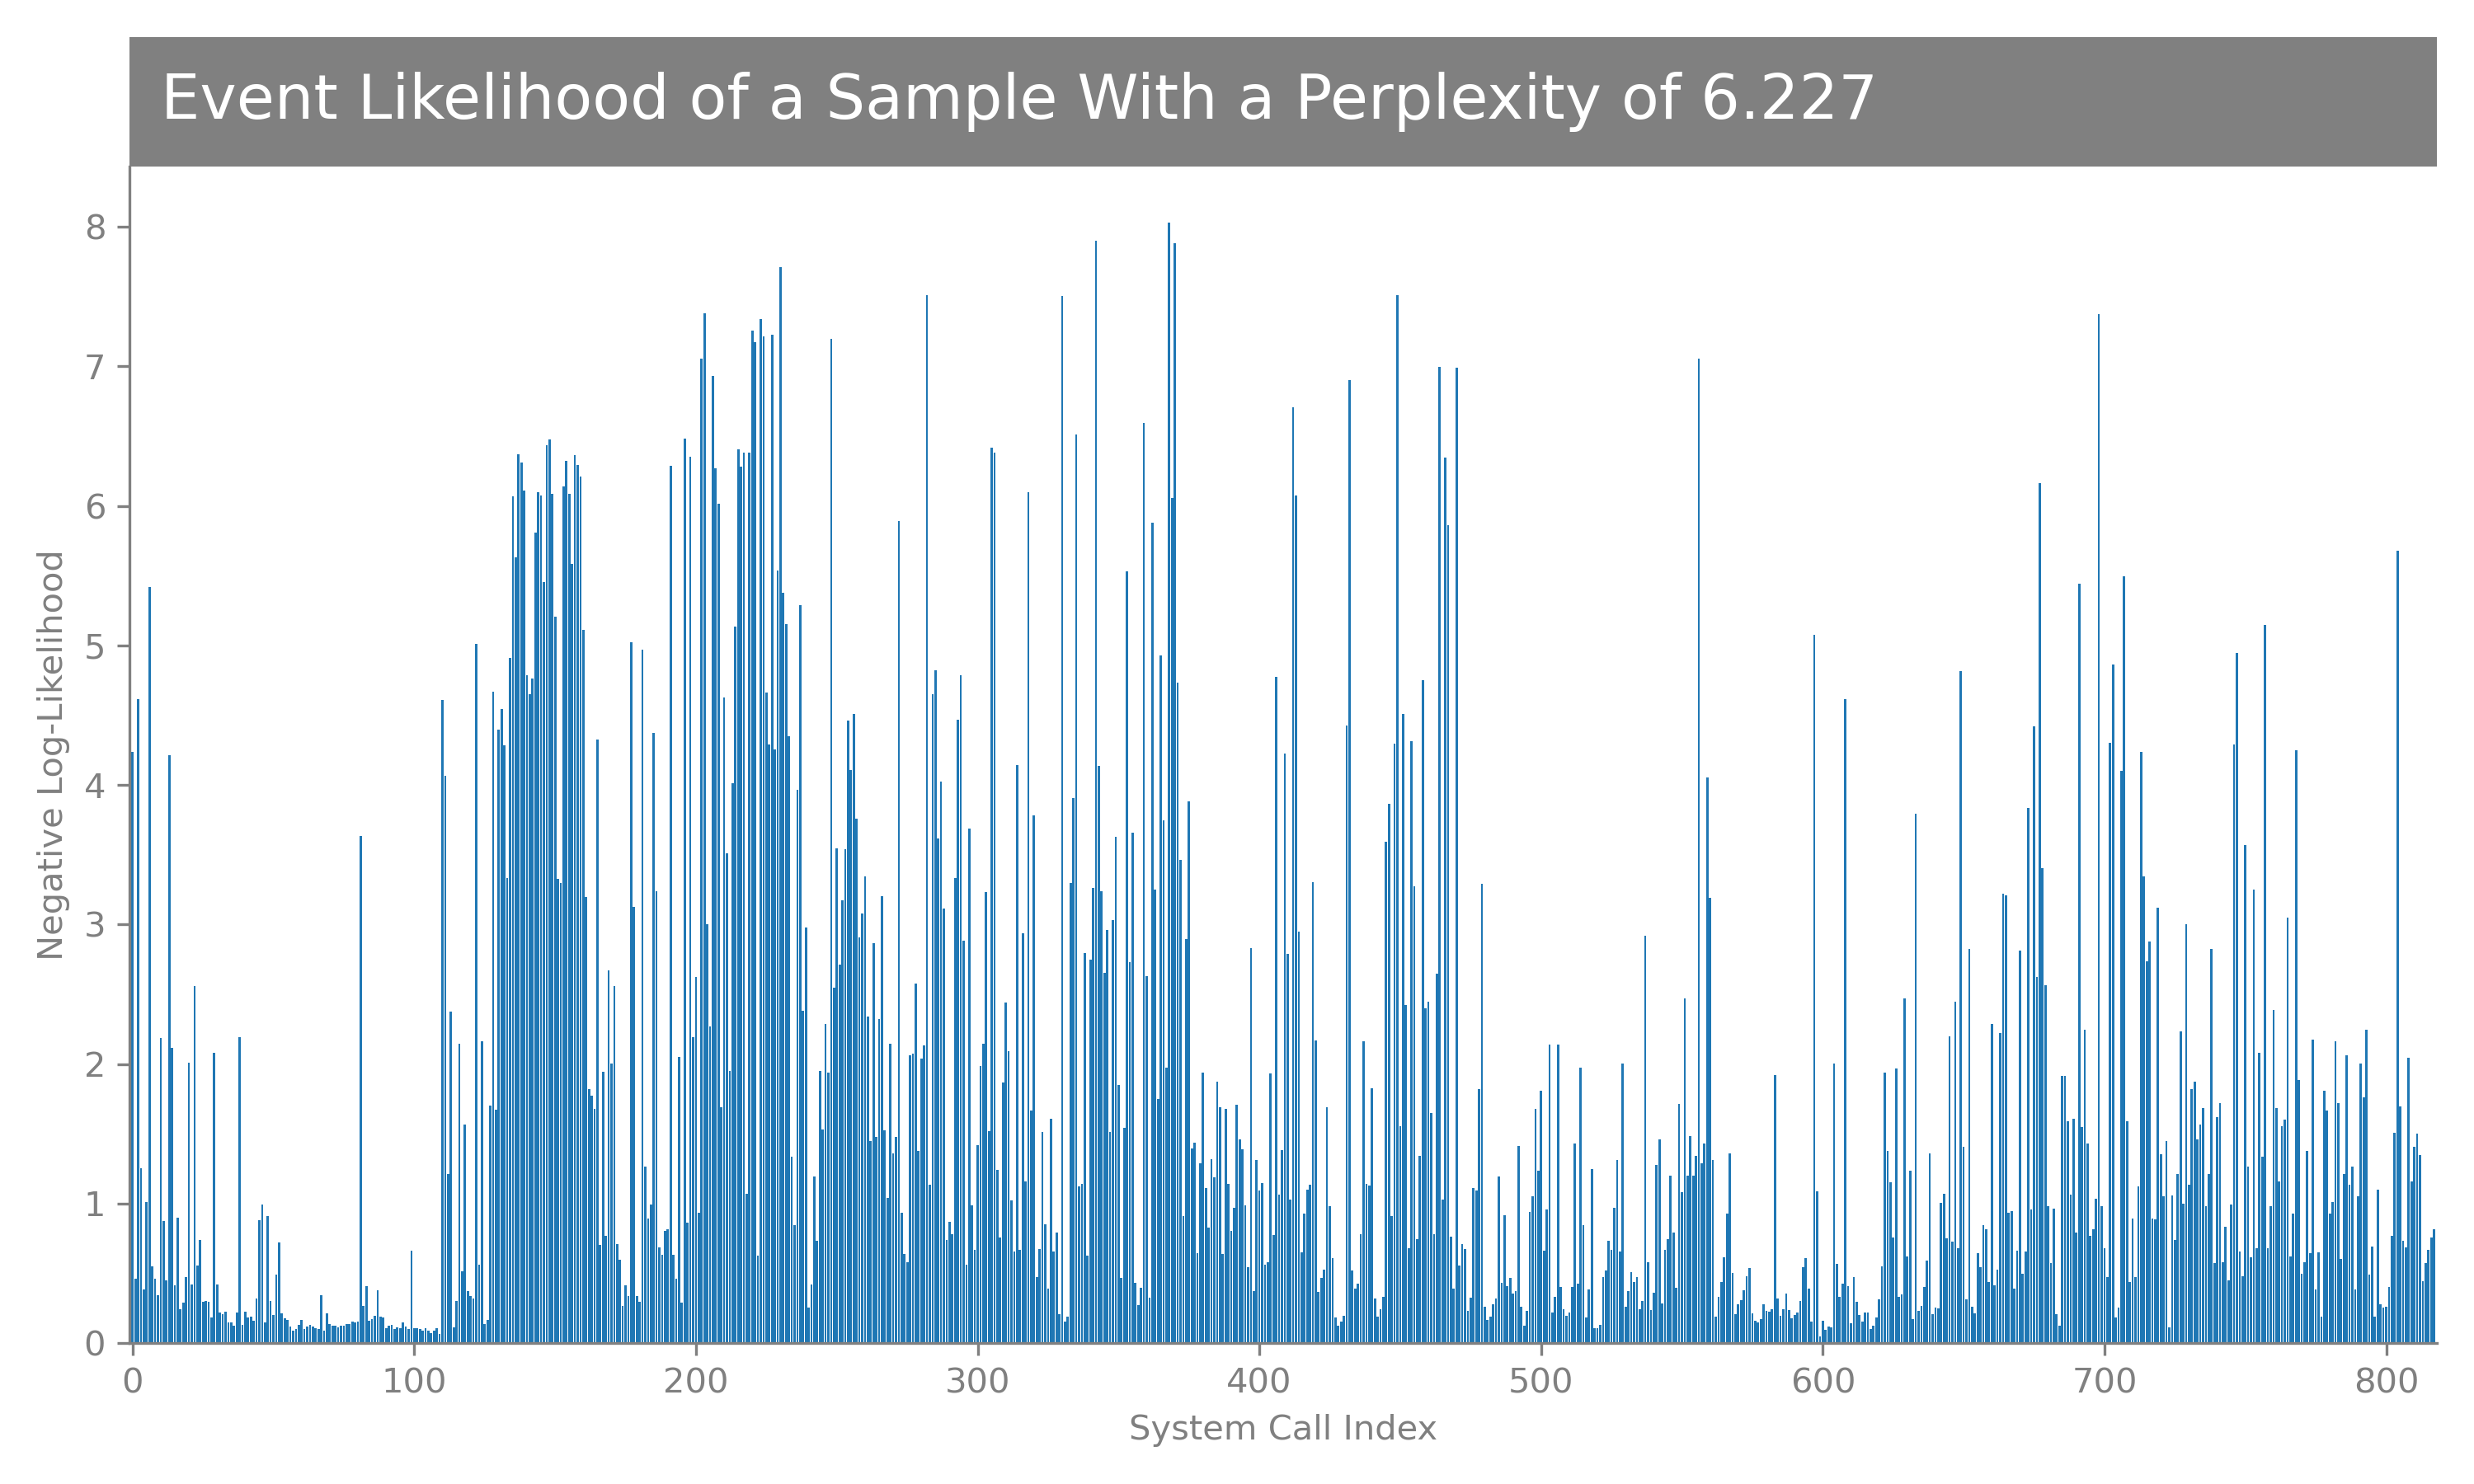 Event Likelihood of a Sample With a Perplexity of 6.227
8
7
6
5
4
3
2
1
0
Negative Log-Likelihood
0 100 200 300 400 500 600 700 800
System Call Index